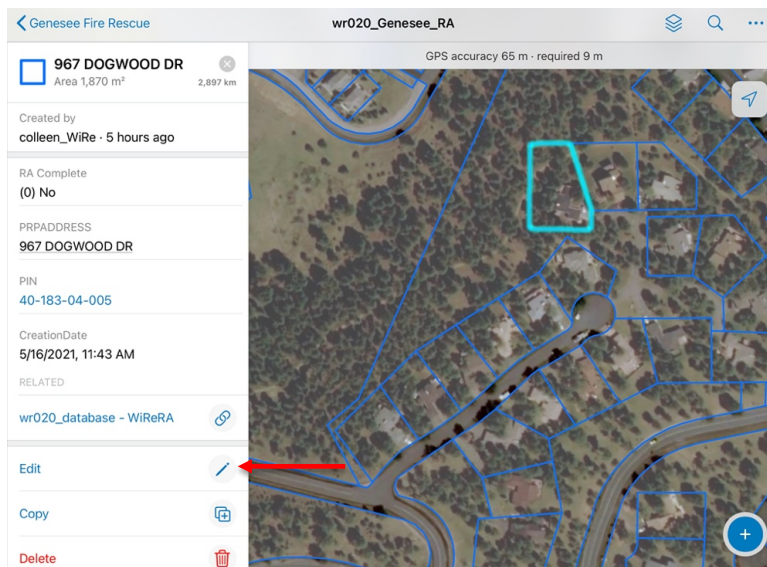 Genesee Fire Rescue
wr020_Genesee_RA
GPS accuracy 65 m · required 9 m
967 DOGWOOD DR
Area 1,870 m²
2,897 km
Created by
colleen_WiRe · 5 hours ago
RA Complete
(0) No
PRPADDRESS
967 DOGWOOD DR
PIN
40-183-04-005
CreationDate
5/16/2021, 11:43 AM
RELATED
wr020_database - WiReRA
Edit
Copy
Delete